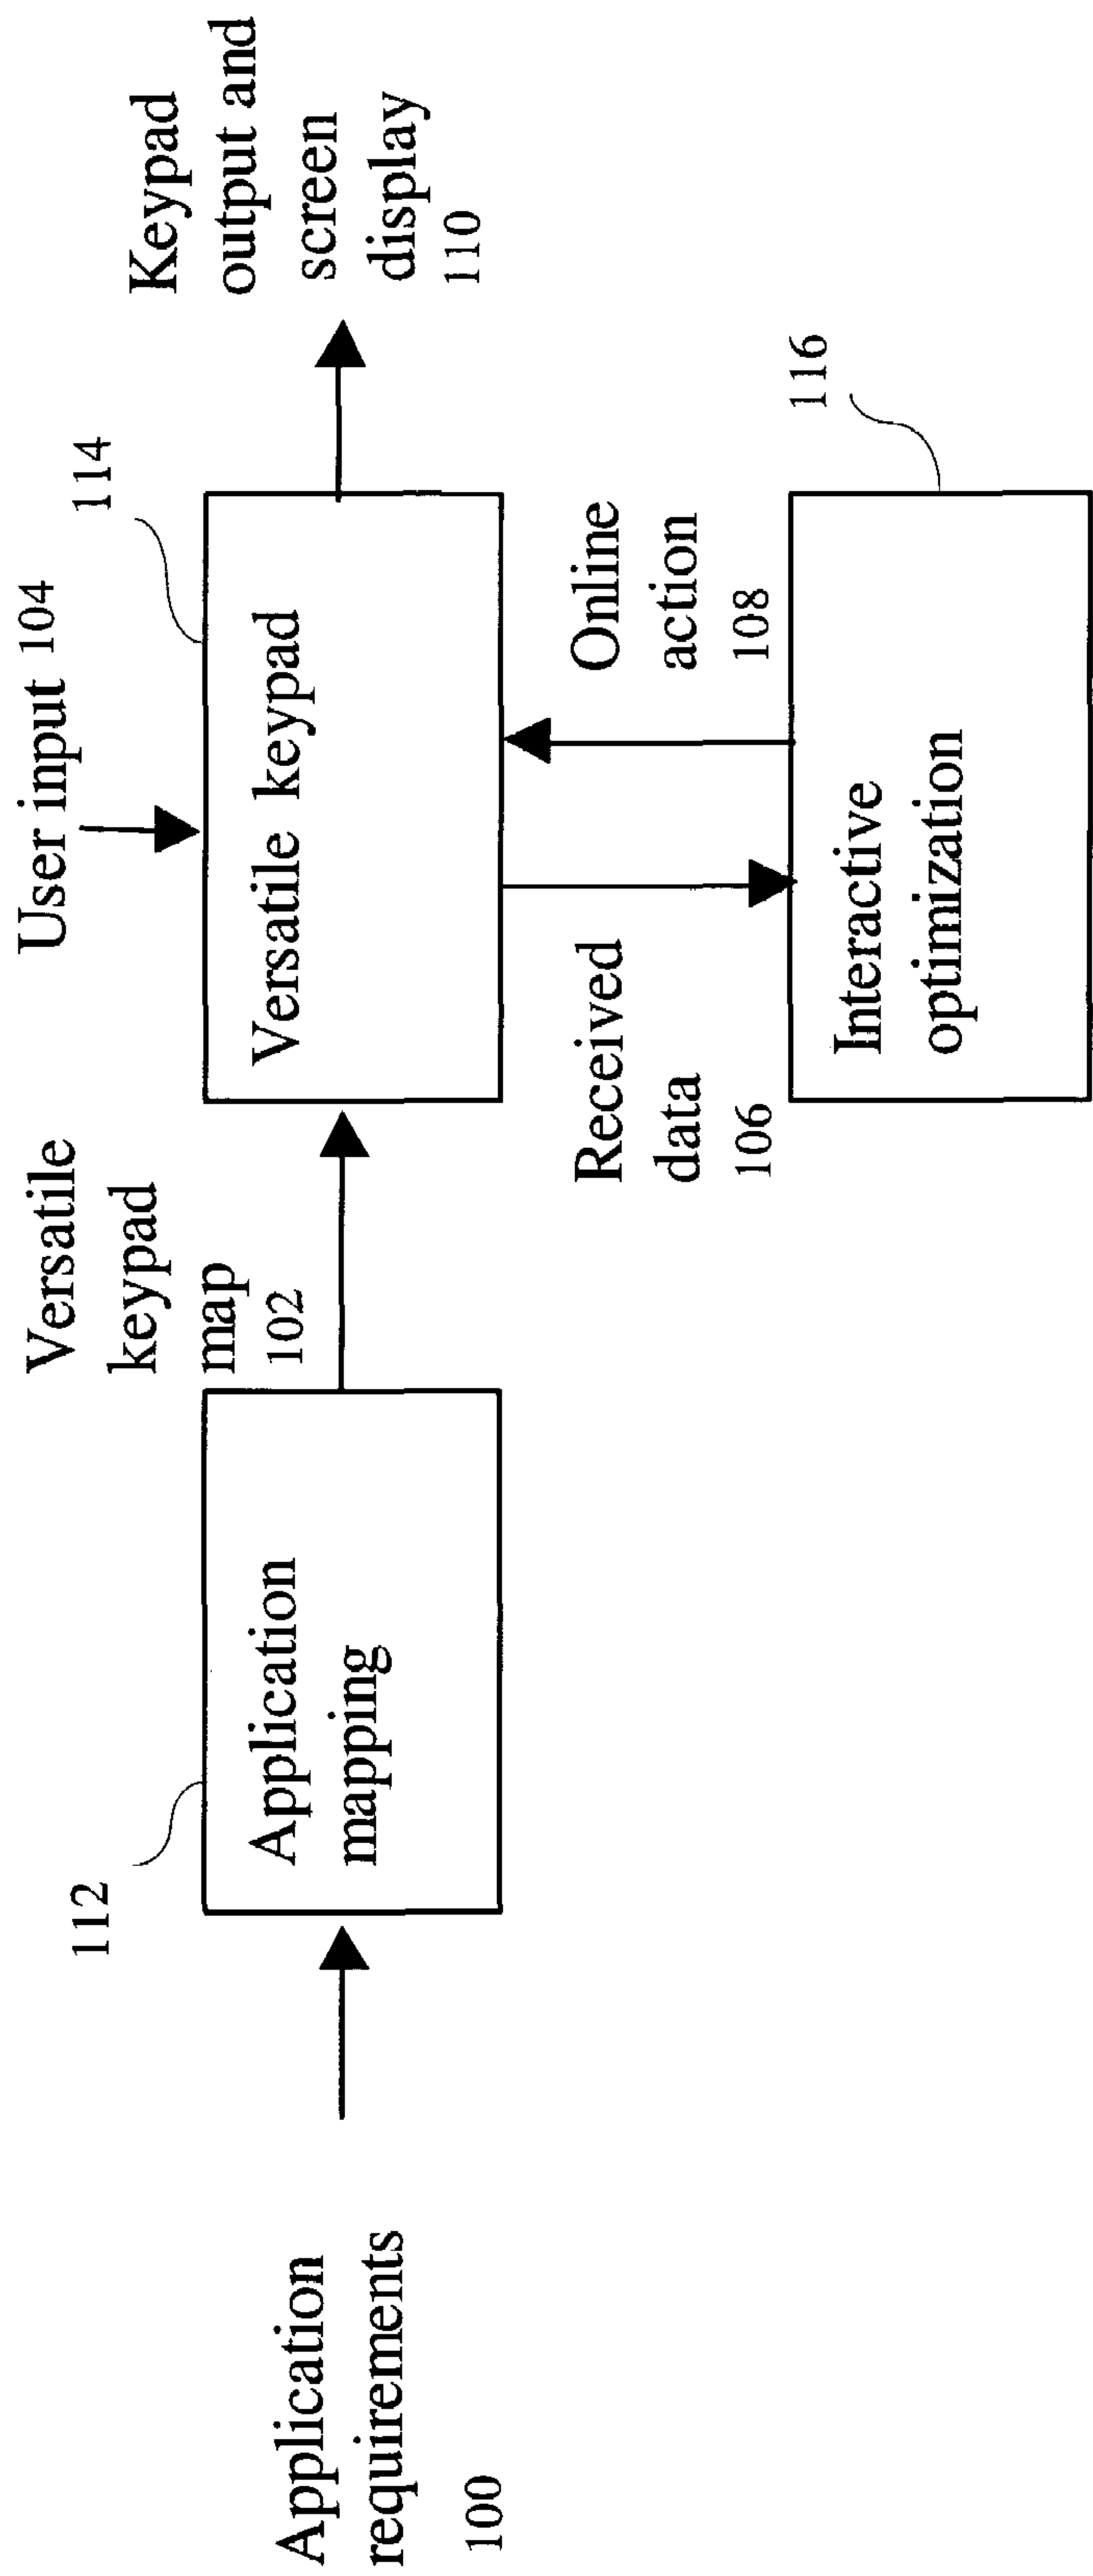 Application
requirements
100
112
Application
mapping
Versatile
keypad
map
102
User input 104
114
Versatile keypad
Keypad
output and
screen
display
110
Received
data
106
Online
action
108
116
Interactive
optimization